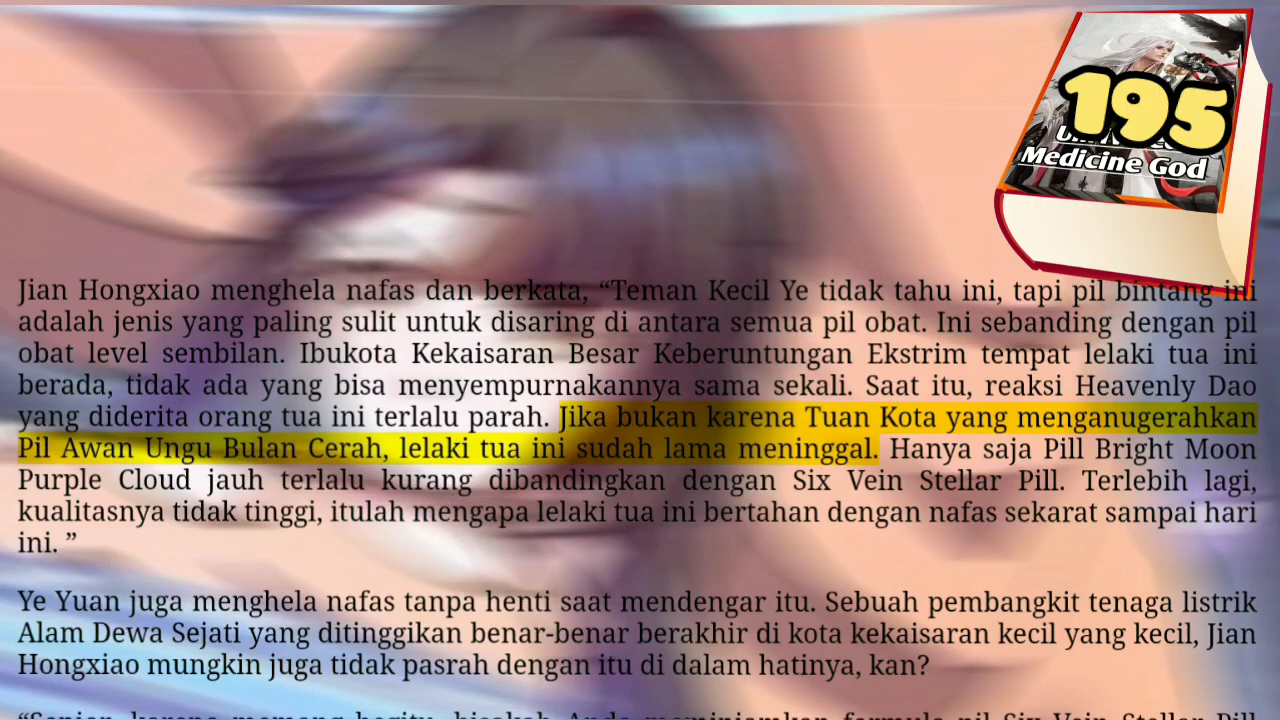 195
Medicine God
Jian Hongxiao menghela nafas dan berkata, “Teman Kecil Ye tidak tahu ini, tapi pil bintang ini
adalah jenis yang paling sulit untuk disaring di antara semua pil obat. Ini sebanding dengan pil
obat level sembilan. Ibukota Kekaisaran Besar Keberuntungan Ekstrim tempat lelaki tua ini
berada, tidak ada yang bisa menyempurnakannya sama sekali. Saat itu, reaksi Heavenly Dao
yang diderita orang tua ini terlalu parah. Jika bukan karena Tuan Kota yang menganugerahkan
Pil Awan Ungu Bulan Cerah, lelaki tua ini sudah lama meninggal. Hanya saja Pill Bright Moon
Purple Cloud jauh terlalu kurang dibandingkan dengan Six Vein Stellar Pill. Terlebih lagi,
kualitasnya tidak tinggi, itulah mengapa lelaki tua ini bertahan dengan nafas sekarat sampai hari
ini. ”
Ye Yuan juga menghela nafas tanpa henti saat mendengar itu. Sebuah pembangkit tenaga listrik
Alam Dewa Sejati yang ditinggikan benar-benar berakhir di kota kekaisaran kecil yang kecil, Jian
Hongxiao mungkin juga tidak pasrah dengan itu di dalam hatinya, kan?